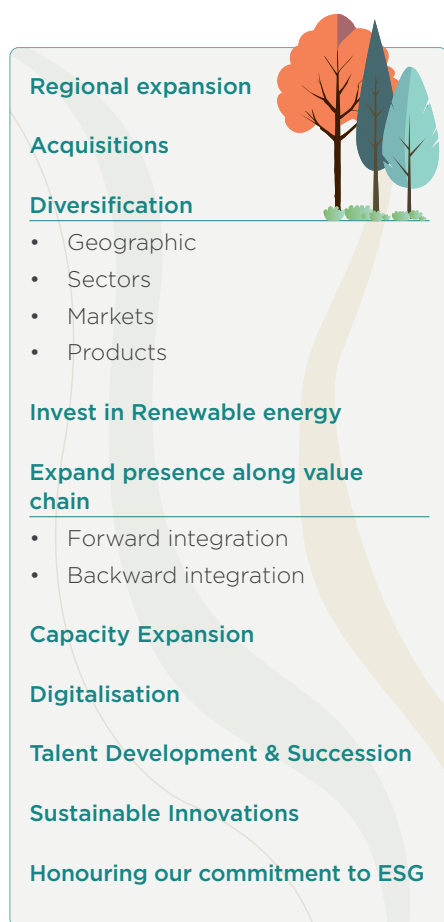 Regional expansion
Acquisitions
Diversification
• Geographic
• Sectors
• Markets
• Products
Invest in Renewable energy
Expand presence along value
chain
• Forward integration
• Backward integration
Capacity Expansion
Digitalisation
Talent Development & Succession
Sustainable Innovations
Honouring our commitment to ESG